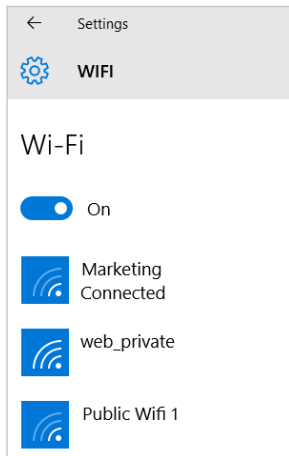 Settings
WIFI
Wi-Fi
On
Marketing
Connected
web_private
Public Wifi 1